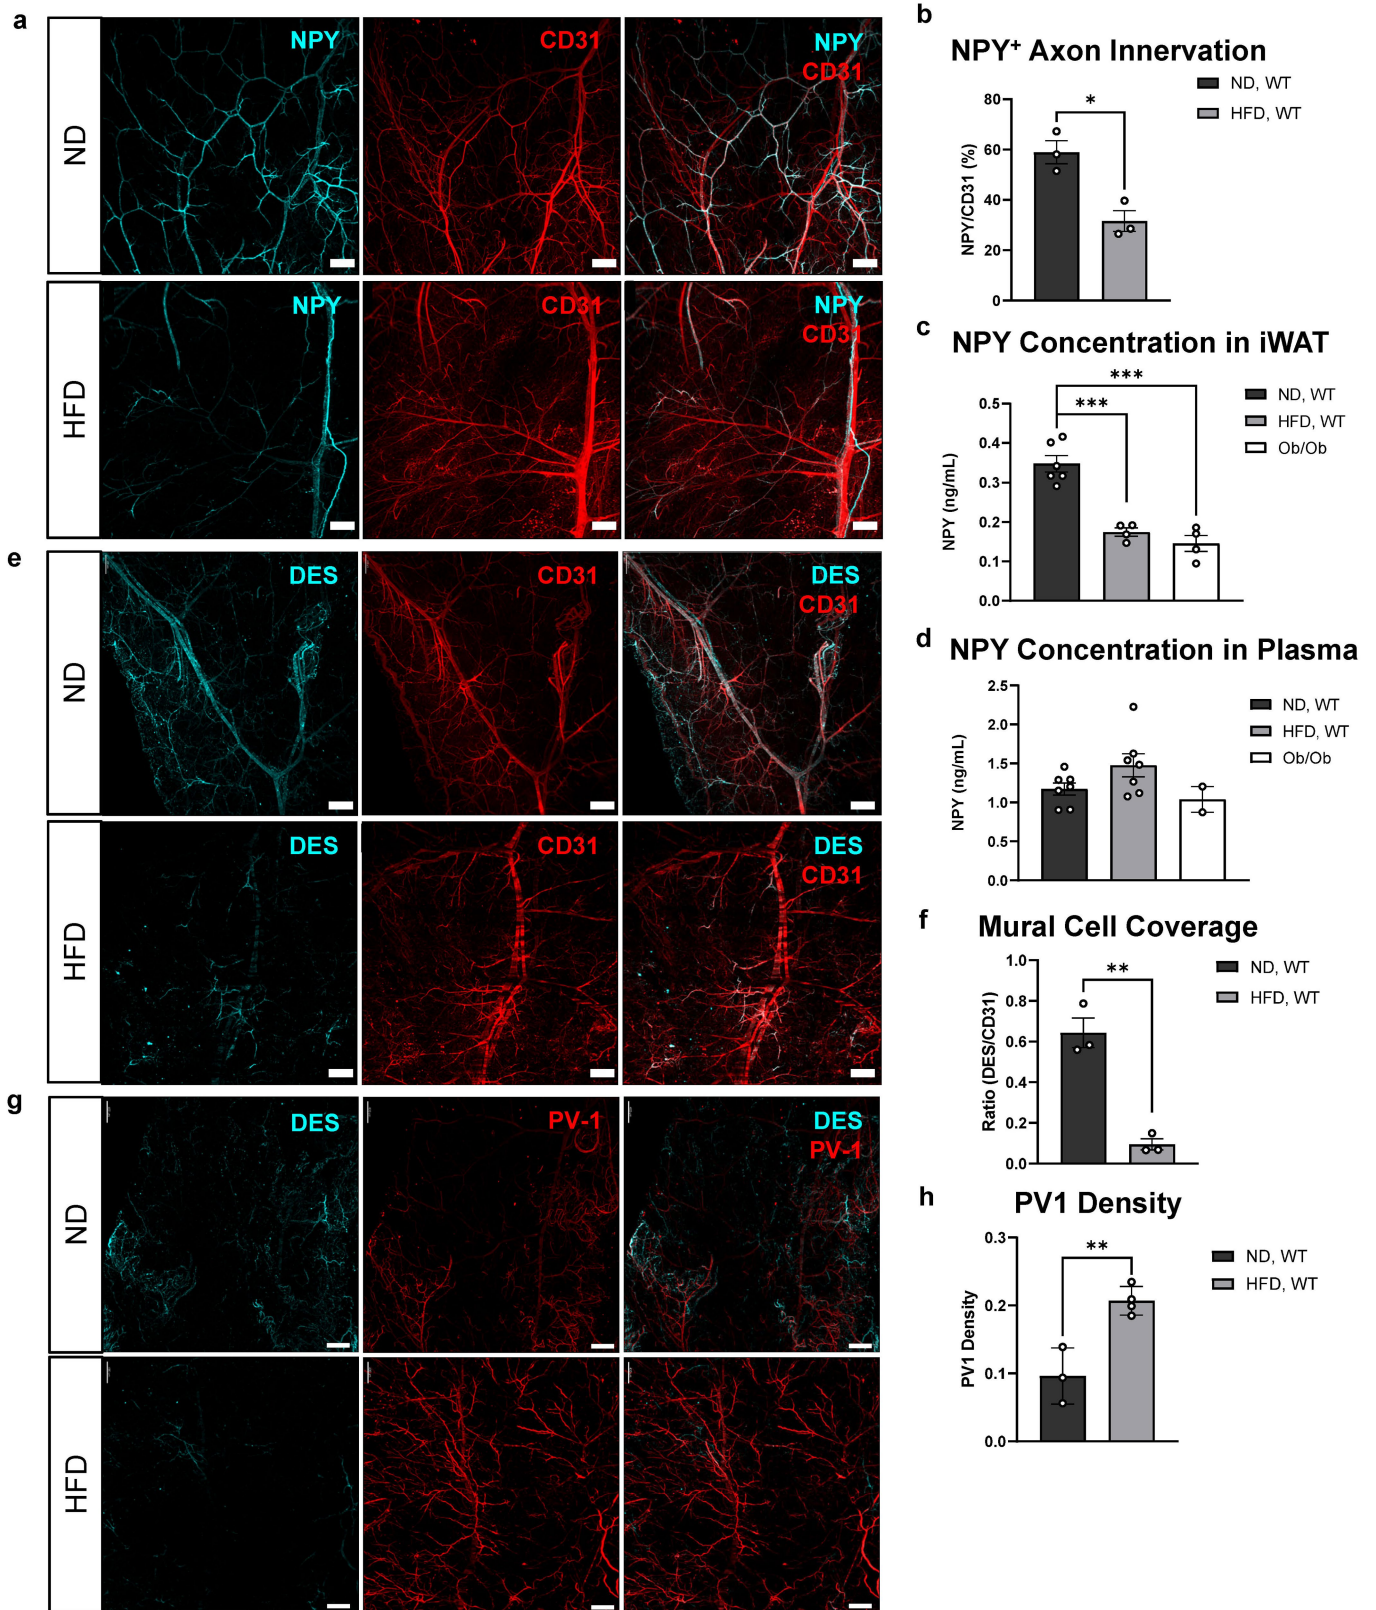 a
ND
NPY
CD31
NPY
CD31
HFD
NPY
CD31
NPY
CD31
b
NPY+ Axon Innervation
ND, WT
HFD, WT
NPY/CD31 (%)
80
60
40
20
0
*
c
NPY Concentration in iWAT
ND, WT
HFD, WT
Ob/Ob
NPY (ng/mL)
0.5
0.4
0.3
0.2
0.1
0.0
***
***
d
NPY Concentration in Plasma
ND, WT
HFD, WT
Ob/Ob
NPY (ng/mL)
2.5
2.0
1.5
1.0
0.5
0.0
e
ND
DES
CD31
DES
CD31
HFD
DES
CD31
DES
CD31
f
Mural Cell Coverage
ND, WT
HFD, WT
Ratio (DES/CD31)
1.0
0.8
0.6
0.4
0.2
0.0
**
g
ND
DES
PV-1
DES
PV-1
HFD
h
PV1 Density
ND, WT
HFD, WT
PV1 Density
0.3
0.2
0.1
0.0
**